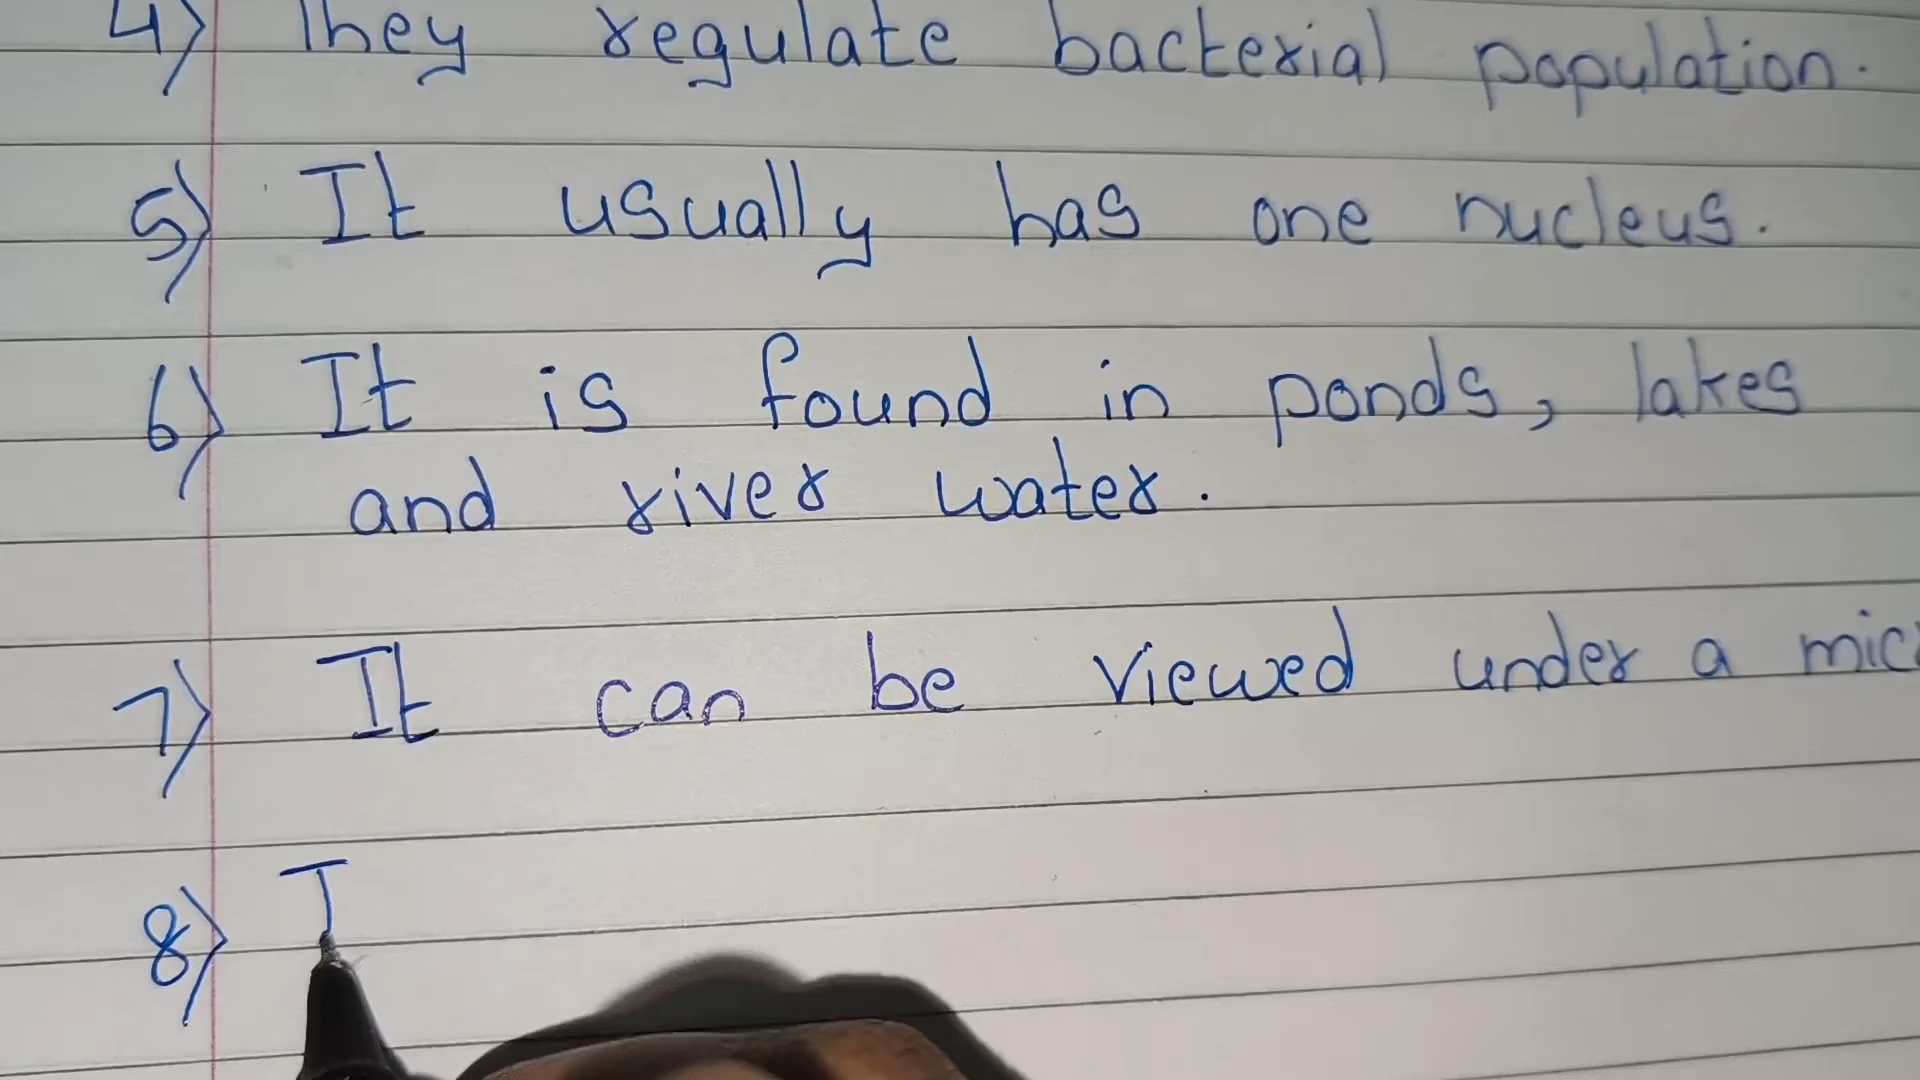 4) They regulate bacterial population.
5) It usually has one nucleus.
6) It is found in ponds, lakes
and river water.
7) It can be viewed under a
8)